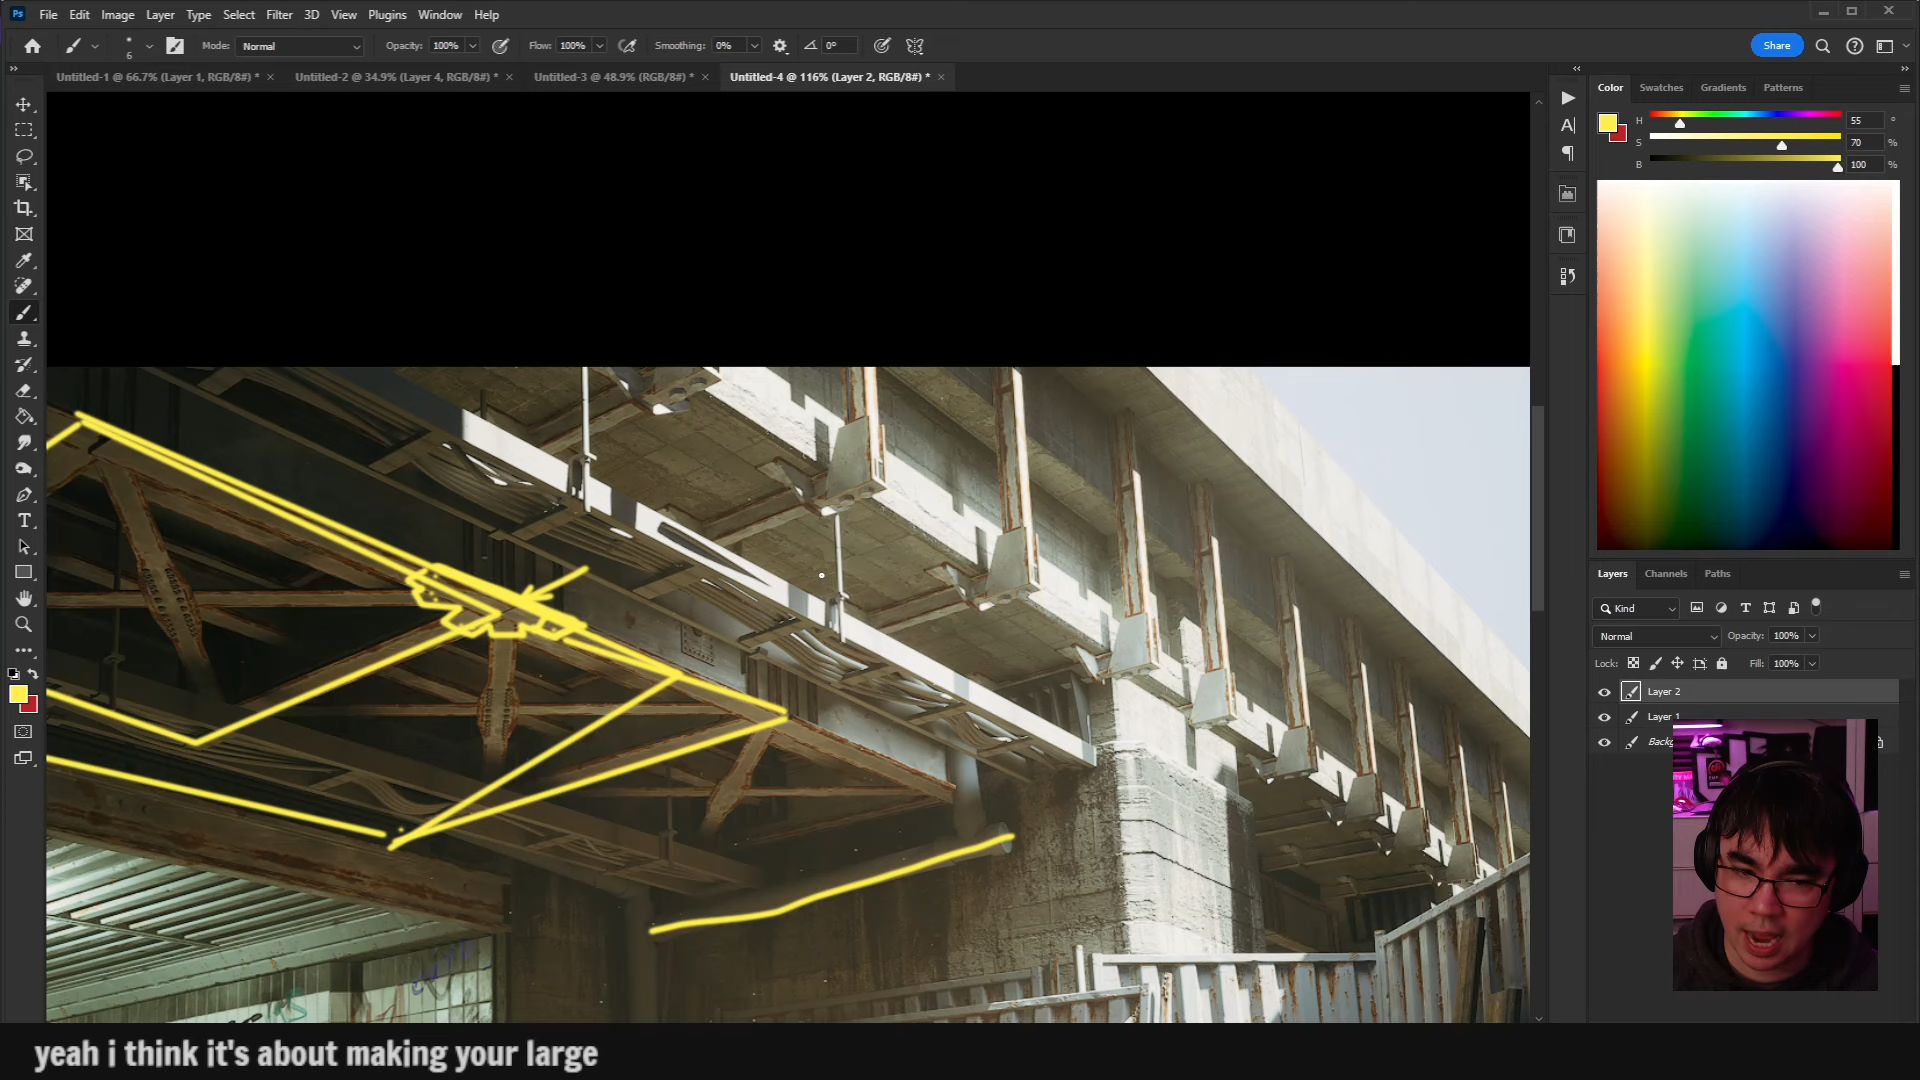 Ps File Edit Image Layer Type Select Filter 3D View Plugins Window Help
6 Mode: Normal Opacity: 100% Flow: 100% Smoothing: 0% 0° Share
Untitled-1 @ 66.7% (Layer 1, RGB/8#) * Untitled-2 @ 34.9% (Layer 4, RGB/8#) * Untitled-3 @ 48.9% (RGB/8#) * Untitled-4 @ 116% (Layer 2, RGB/8#) *
Color Swatches Gradients Patterns
H 55 °
S 70 %
B 100 %
Layers Channels Paths
Kind
Normal Opacity: 100%
Lock: Fill: 100%
Layer 2
Layer 1
Backg
yeah i think it's about making your large